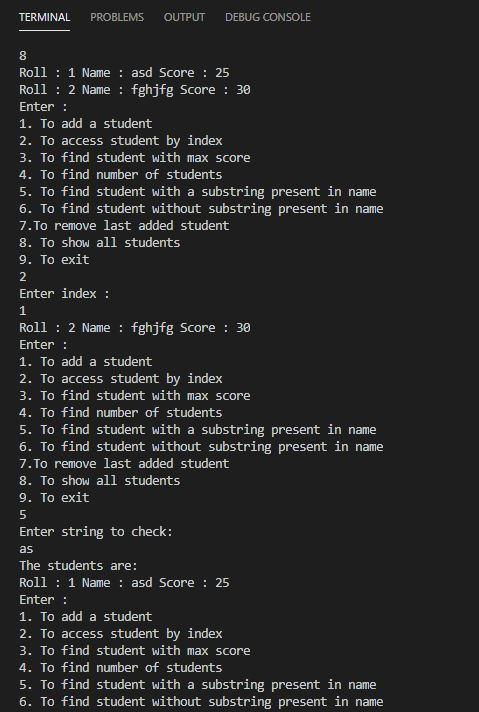 TERMINAL PROBLEMS OUTPUT DEBUG CONSOLE
8
Roll : 1 Name : asd Score : 25
Roll : 2 Name : fghjfg Score : 30
Enter :
1. To add a student
2. To access student by index
3. To find student with max score
4. To find number of students
5. To find student with a substring present in name
6. To find student without substring present in name
7.To remove last added student
8. To show all students
9. To exit
2
Enter index :
1
Roll : 2 Name : fghjfg Score : 30
Enter :
1. To add a student
2. To access student by index
3. To find student with max score
4. To find number of students
5. To find student with a substring present in name
6. To find student without substring present in name
7.To remove last added student
8. To show all students
9. To exit
5
Enter string to check:
as
The students are:
Roll : 1 Name : asd Score : 25
Enter :
1. To add a student
2. To access student by index
3. To find student with max score
4. To find number of students
5. To find student with a substring present in name
6. To find student without substring present in name